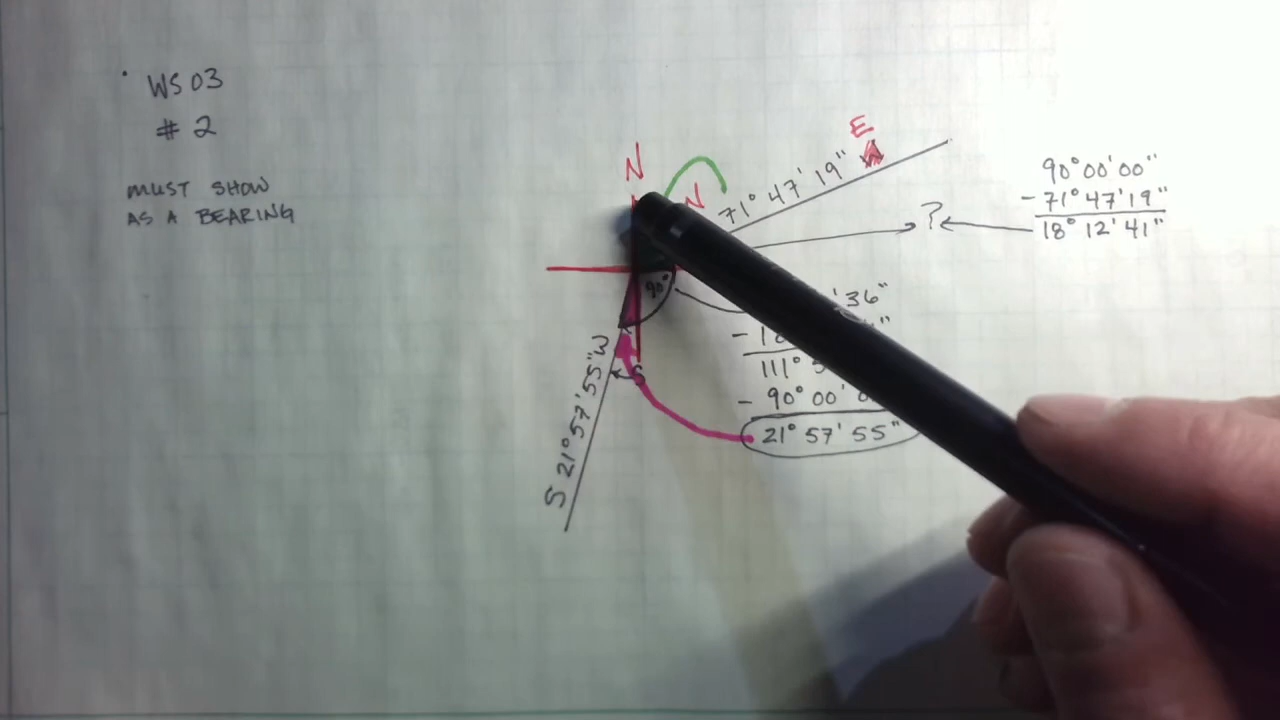 WS 03
# 2
MUST SHOW
AS A BEARING
N
E
N 71° 47' 19"
90° 00' 00"
- 71° 47' 19"
18° 12' 41"
?
90°
'36"
-
111°
- 90° 00'
21° 57' 55"
S
S 21° 57' 55" W